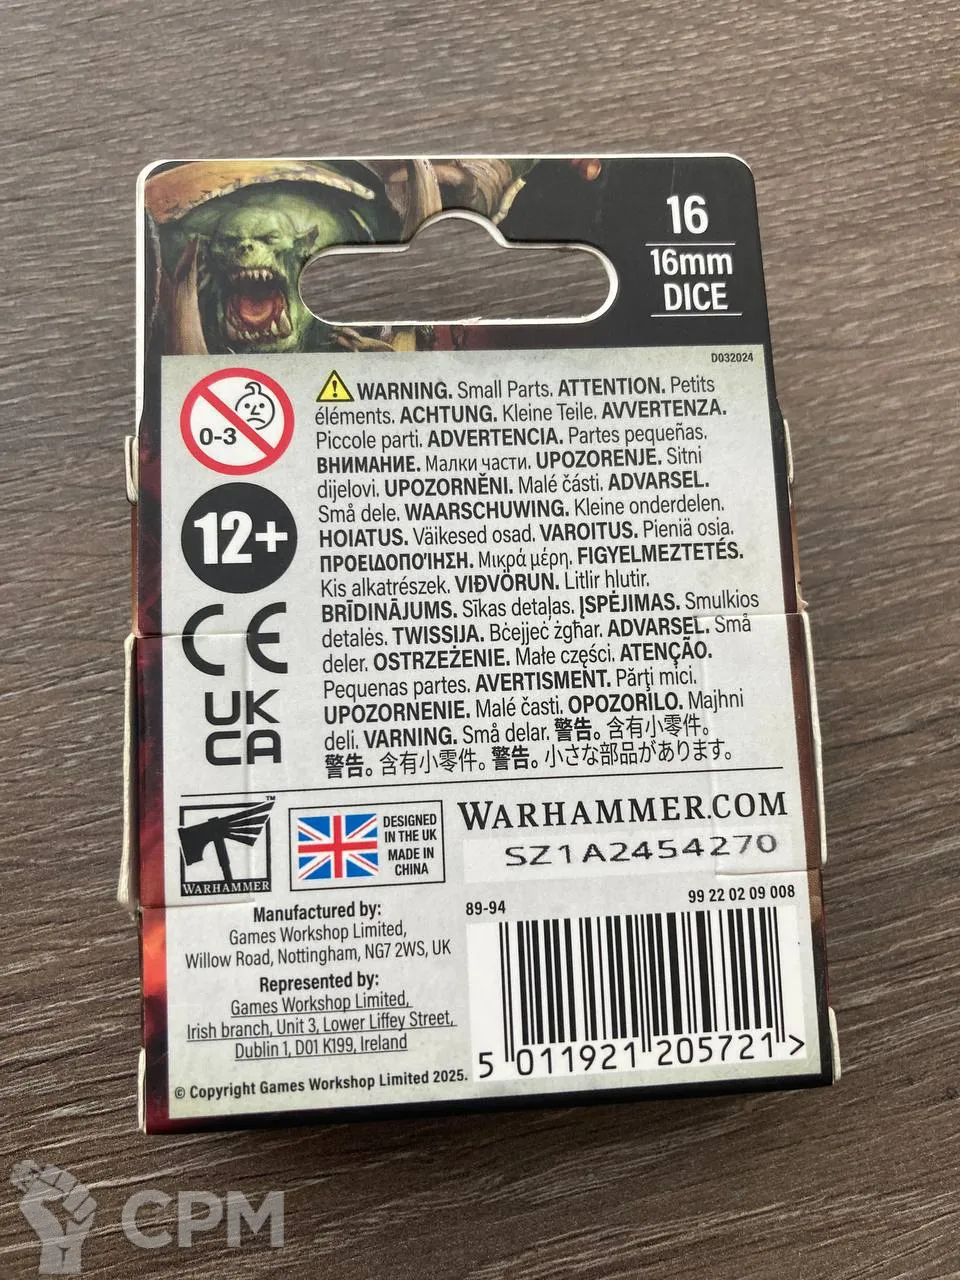 16
16mm
DICE
D032024
0-3
WARNING. Small Parts. ATTENTION. Petits
éléments. ACHTUNG. Kleine Teile. AVVERTENZA.
Piccole parti. ADVERTENCIA. Partes pequeñas.
ВНИМАНИЕ. Малки части. UPOZORENJE. Sitni
dijelovi. UPOZORNĚNI. Malé části. ADVARSEL.
Små dele. WAARSCHUWING. Kleine onderdelen.
HOIATUS. Väikesed osad. VAROITUS. Pieniä osia.
ΠΡΟΕΙΔΟΠΟΊΗΣΗ. Μικρά μέρη. FIGYELMEZTETÉS.
Kis alkatrészek. VIÐVÖRUN. Litlir hlutir.
BRĪDINĀJUMS. Sīkas detaļas. ĮSPĖJIMAS. Smulkios
detalės. TWISSIJA. Bċejjeċ żgħar. ADVARSEL. Små
deler. OSTRZEŻENIE. Małe części. ATENÇÃO.
Pequenas partes. AVERTISMENT. Părţi mici.
UPOZORNENIE. Malé časti. OPOZORILO. Majhni
deli. VARNING. Små delar. 警告。含有小零件。
警告。含有小零件。警告。小さな部品があります。
12+
CE
UK
CA
WARHAMMER
™
DESIGNED
IN THE UK
MADE IN
CHINA
WARHAMMER.COM
SZ1A2454270
Manufactured by:
Games Workshop Limited,
Willow Road, Nottingham, NG7 2WS, UK
Represented by:
Games Workshop Limited,
Irish branch, Unit 3, Lower Liffey Street,
Dublin 1, D01 K199, Ireland
© Copyright Games Workshop Limited 2025.
89-94
99 22 02 09 008
5 011921 205721 >
CPM